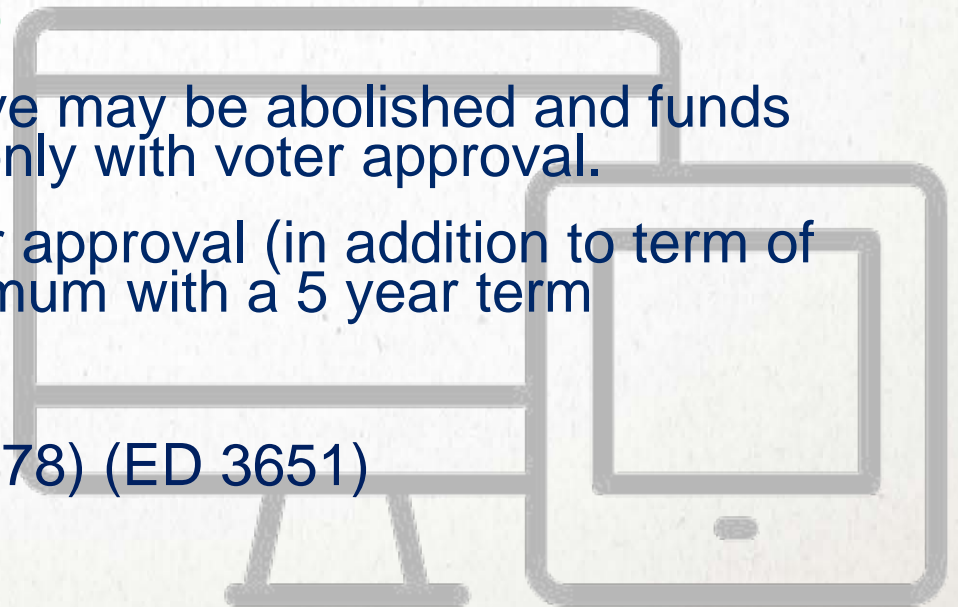 ve may be abolished and funds
nly with voter approval.
r approval (in addition to term of
mum with a 5 year term
78) (ED 3651)